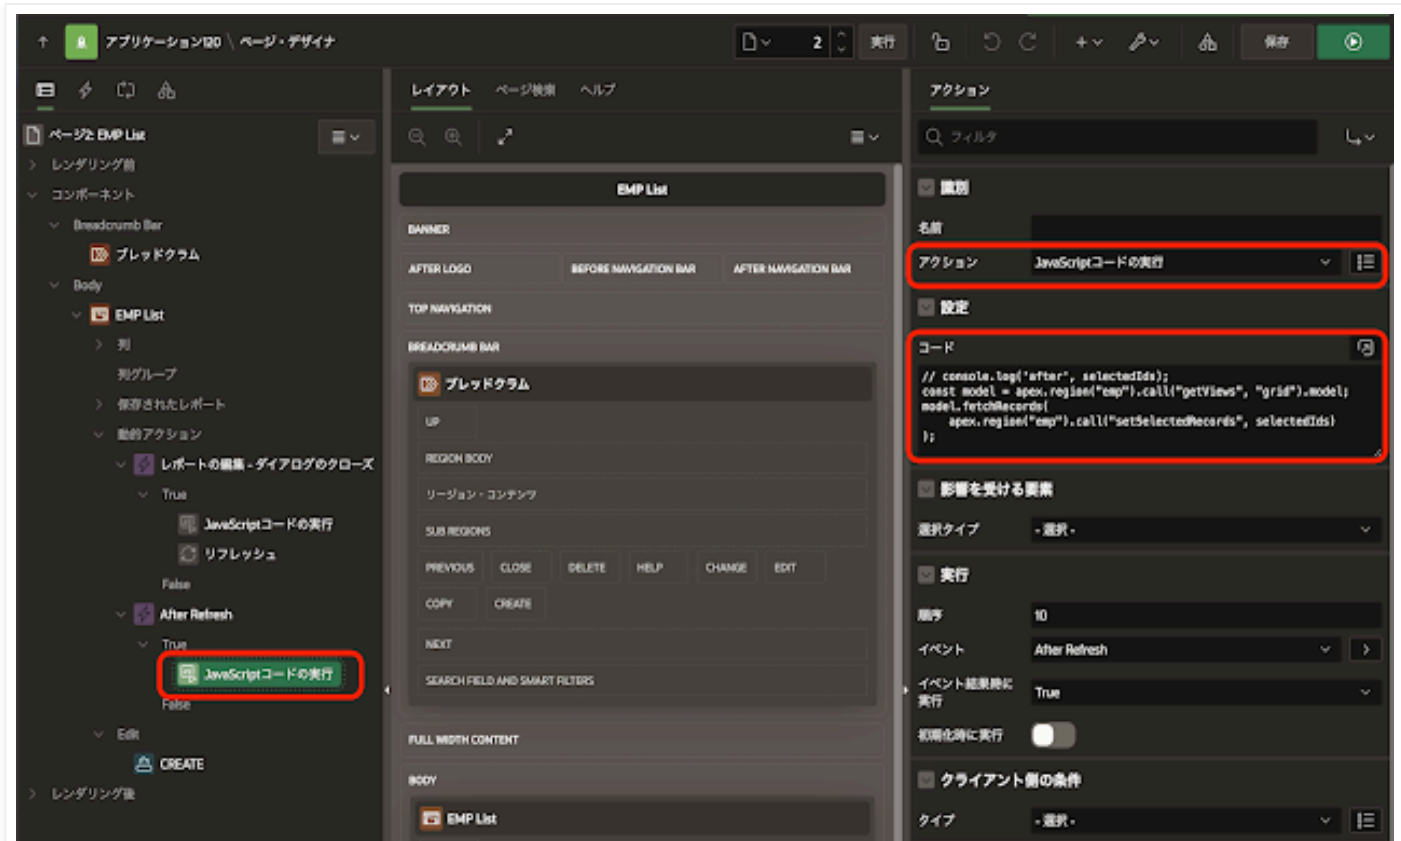 アプリケーション120 \ ページ・デザイナ
2
実行
保存
ページ2: EMP List
レンダリング前
コンポーネント
Breadcrumb Bar
ブレッドクラム
Body
EMP List
列
列グループ
保存されたレポート
動的アクション
レポートの編集 - ダイアログのクローズ
True
JavaScriptコードの実行
リフレッシュ
False
After Refresh
True
JavaScriptコードの実行
False
Edit
CREATE
レンダリング後
レイアウト ページ検索 ヘルプ
EMP List
BANNER
AFTER LOGO BEFORE NAVIGATION BAR AFTER NAVIGATION BAR
TOP NAVIGATION
BREADCRUMB BAR
ブレッドクラム
UP
REGION BODY
リージョン・コンテンツ
SUB REGIONS
PREVIOUS CLOSE DELETE HELP CHANGE EDIT
COPY CREATE
NEXT
SEARCH FIELD AND SMART FILTERS
FULL WIDTH CONTENT
BODY
EMP List
アクション
フィルタ
識別
名前
アクション JavaScriptコードの実行
設定
コード
// console.log("after", selectedIds);
const model = apex.region("emp").call("getViews", "grid").model;
model.fetchRecords(
apex.region("emp").call("setSelectedRecords", selectedIds)
);
影響を受ける要素
選択タイプ - 選択 -
実行
順序 10
イベント After Refresh
イベント結果時に
実行 True
初期化時に実行
クライアント側の条件
タイプ - 選択 -